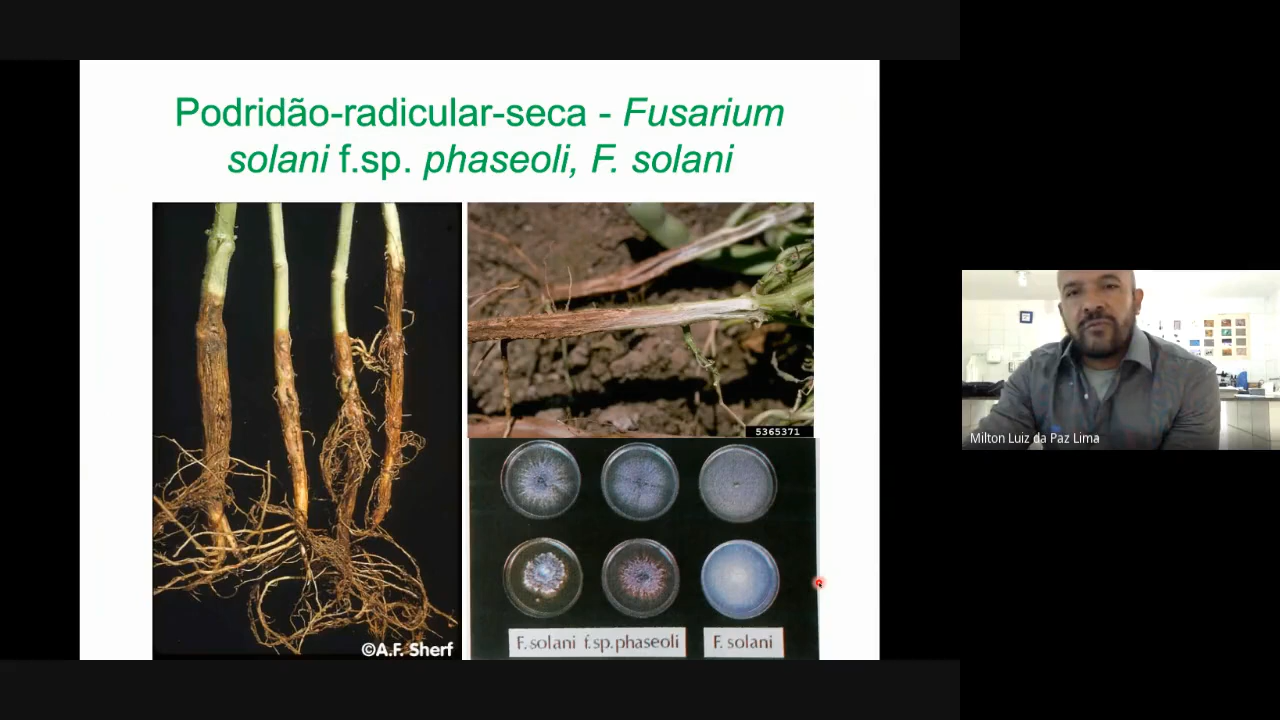 Podridão-radicular-seca - Fusarium
solani f.sp. phaseoli, F. solani
5365371
©A.F. Sherf
F. solani f.sp. phaseoli
F. solani
Milton Luiz da Paz Lima